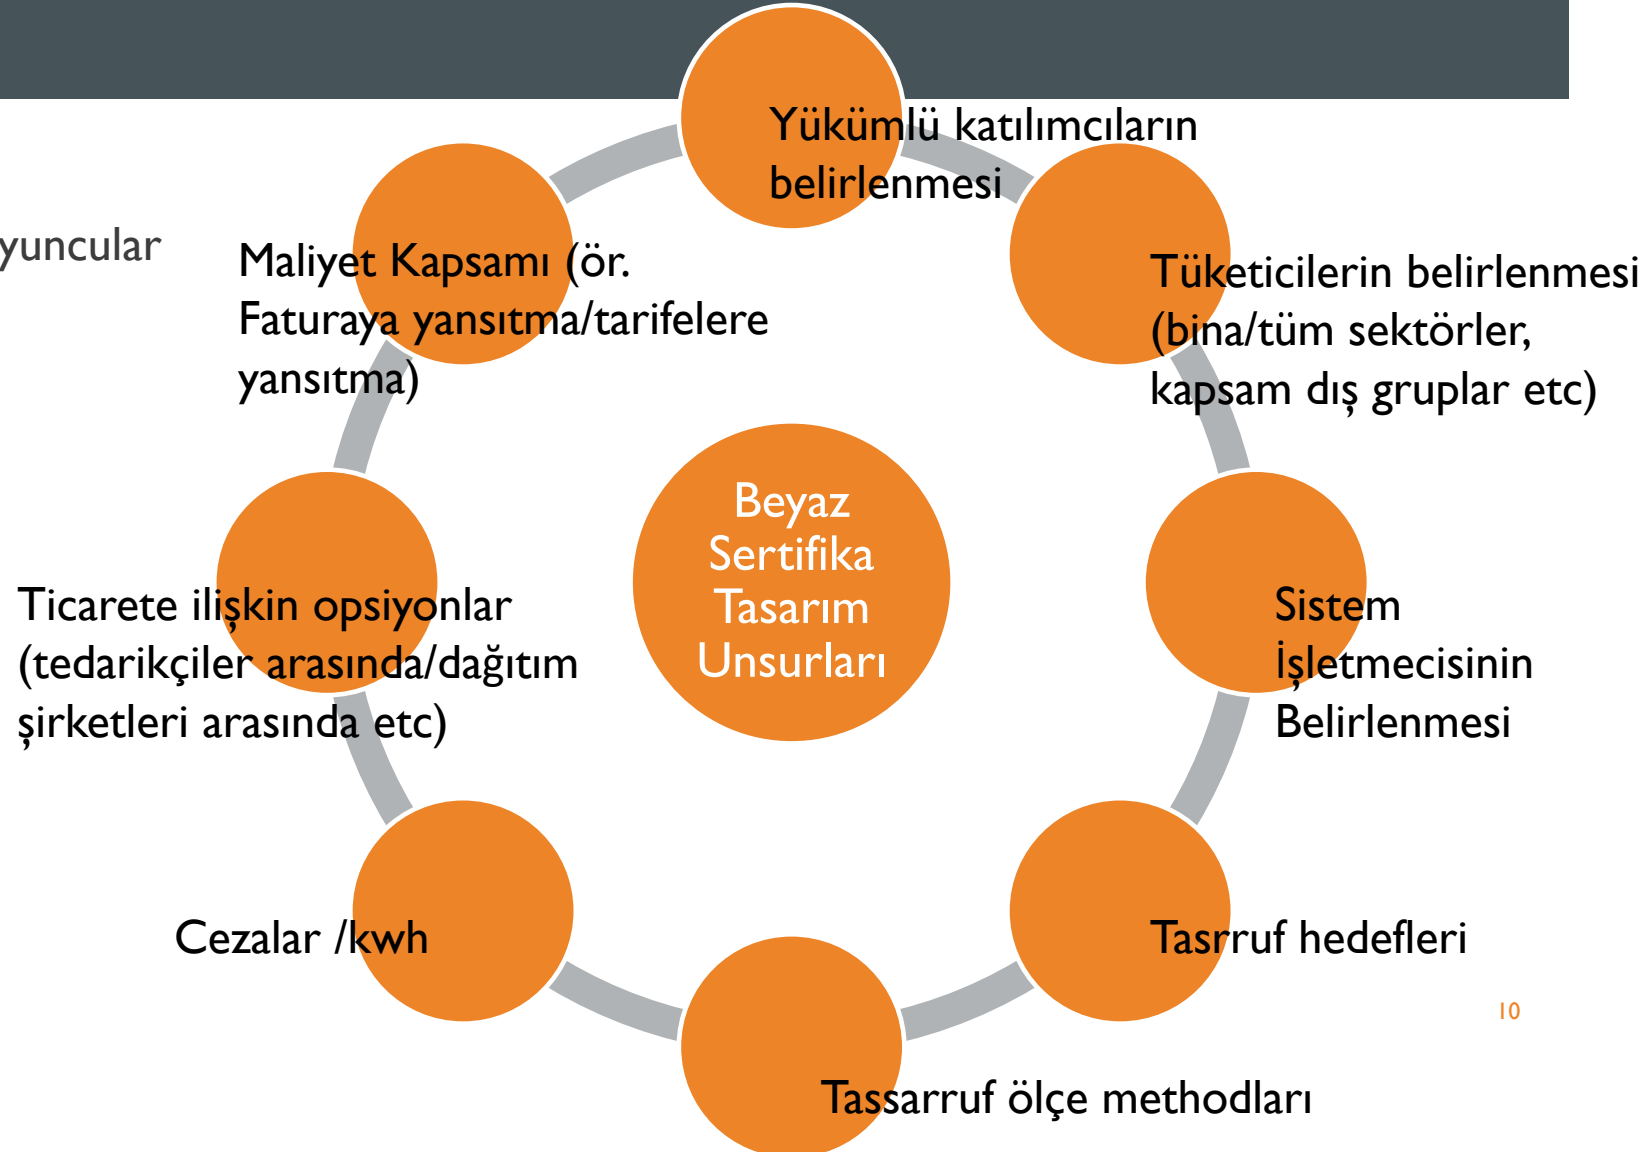 Yükümlü katılımcıların
belirlenmesi
yuncular
Maliyet Kapsamı (ör.
Faturaya yansıtma/tarifelere
yansıtma)
Tüketicilerin belirlenmesi
(bina/tüm sektörler,
kapsam dış gruplar etc)
Beyaz
Sertifika
Tasarım
Unsurları
Ticarete ilişkin opsiyonlar
(tedarikçiler arasında/dağıtım
şirketleri arasında etc)
Sistem
İşletmecisinin
Belirlenmesi
Cezalar /kwh
Tasrruf hedefleri
10
Tassarruf ölçe methodları